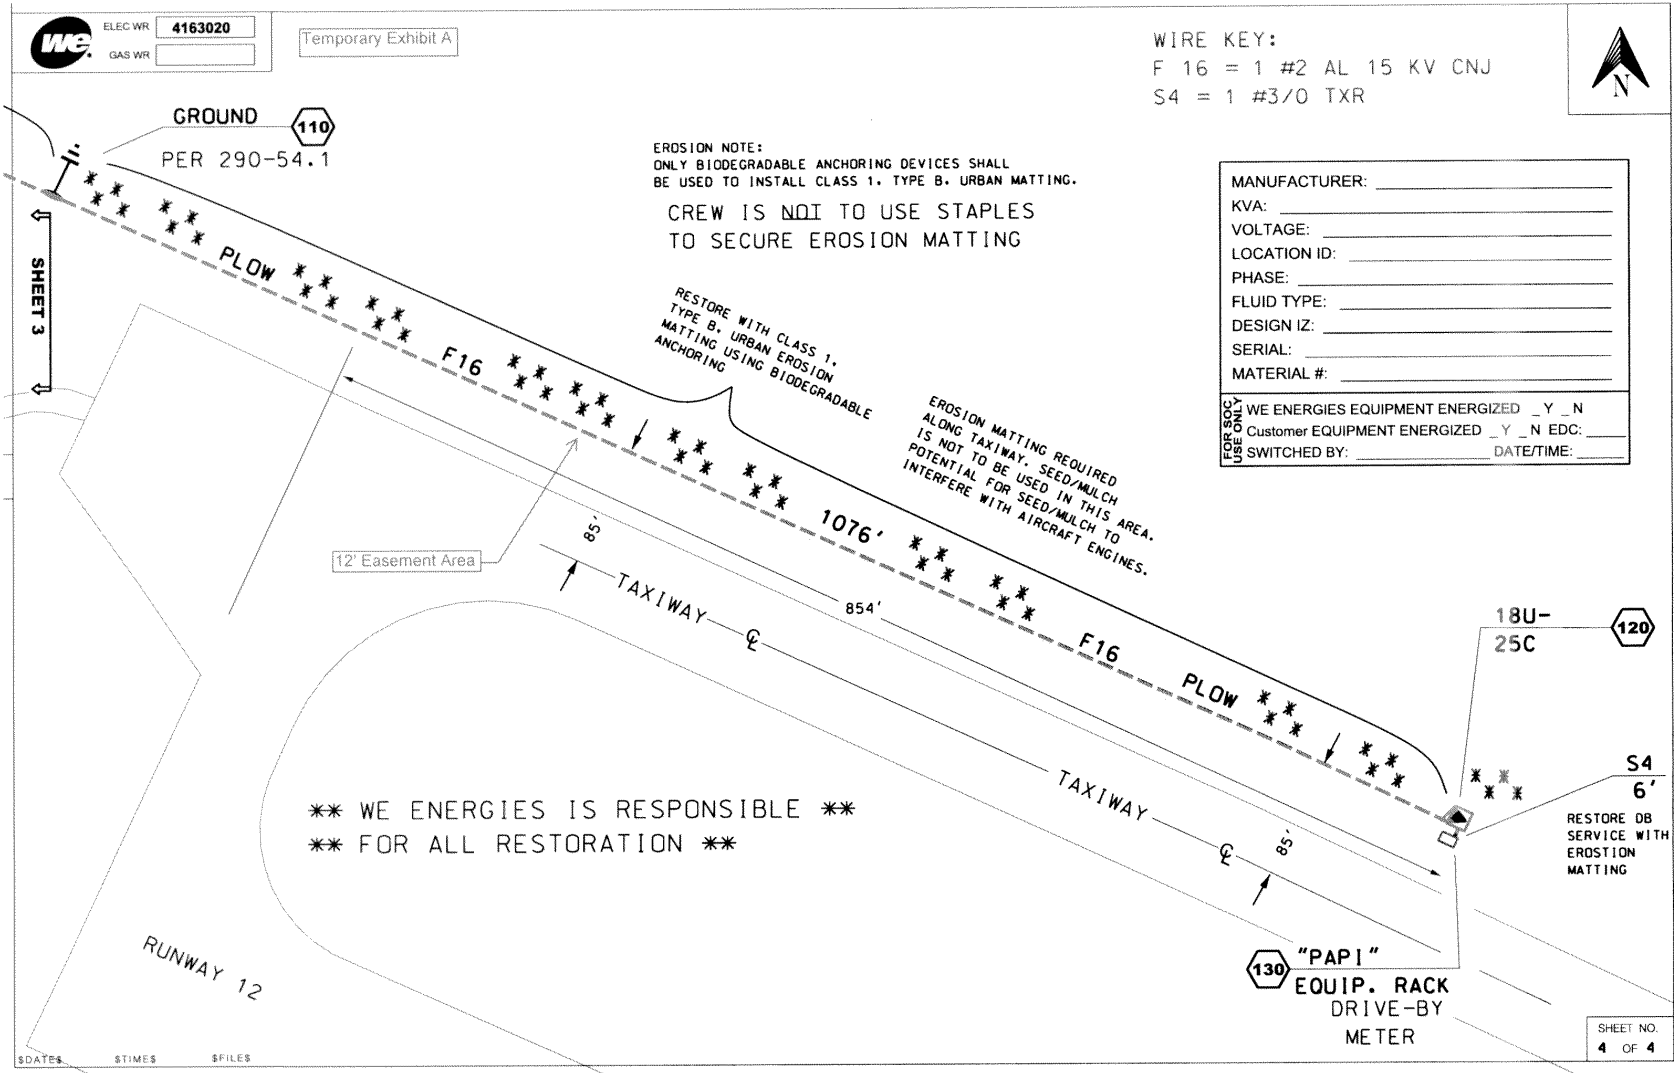 we
ELEC WR 4163020
GAS WR
Temporary Exhibit A
WIRE KEY:
F 16 = 1 #2 AL 15 KV CNJ
S4 = 1 #3/0 TXR
N
GROUND
110
PER 290-54.1
EROSION NOTE:
ONLY BIODEGRADABLE ANCHORING DEVICES SHALL
BE USED TO INSTALL CLASS 1. TYPE B. URBAN MATTING.
CREW IS NOT TO USE STAPLES
TO SECURE EROSION MATTING
MANUFACTURER:
KVA:
VOLTAGE:
LOCATION ID:
PHASE:
FLUID TYPE:
DESIGN IZ:
SERIAL:
MATERIAL #:
FOR SOC
USE ONLY
WE ENERGIES EQUIPMENT ENERGIZED _Y _N
Customer EQUIPMENT ENERGIZED _Y _N EDC:
SWITCHED BY: DATE/TIME:
SHEET 3
PLOW
F16
RESTORE WITH CLASS 1.
TYPE B. URBAN EROSION
MATTING USING BIODEGRADABLE
ANCHORING
EROSION MATTING REQUIRED
ALONG TAXIWAY. SEED/MULCH
IS NOT TO BE USED IN THIS AREA.
POTENTIAL FOR SEED/MULCH TO
INTERFERE WITH AIRCRAFT ENGINES.
1076'
85'
12' Easement Area
TAXIWAY
℄
854'
F16
PLOW
18U-
25C
120
S4
6'
RESTORE DB
SERVICE WITH
EROSTION
MATTING
TAXIWAY
℄
85'
** WE ENERGIES IS RESPONSIBLE **
** FOR ALL RESTORATION **
RUNWAY 12
130
"PAPI"
EQUIP. RACK
DRIVE-BY
METER
$DATE$ $TIME$ $FILE$
SHEET NO.
4 OF 4